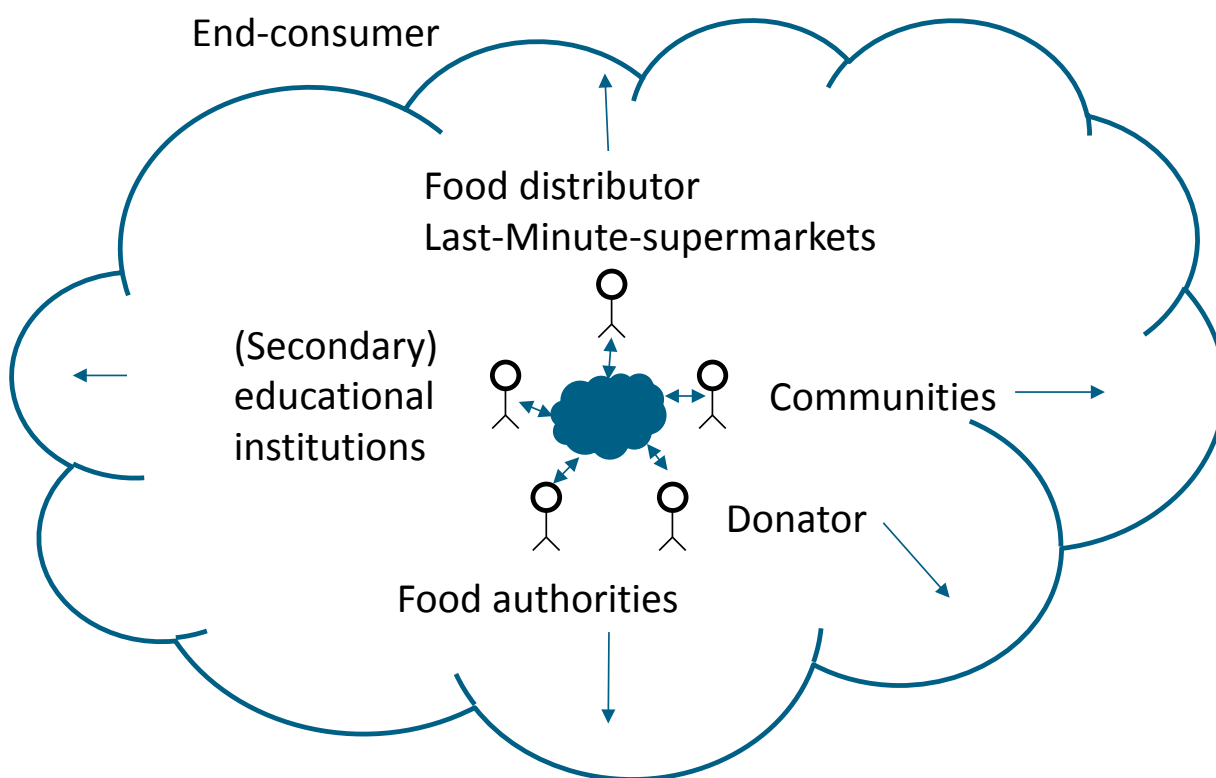 End-consumer
Food distributor
Last-Minute-supermarkets
(Secondary)
educational
institutions
Communities
Donator
Food authorities